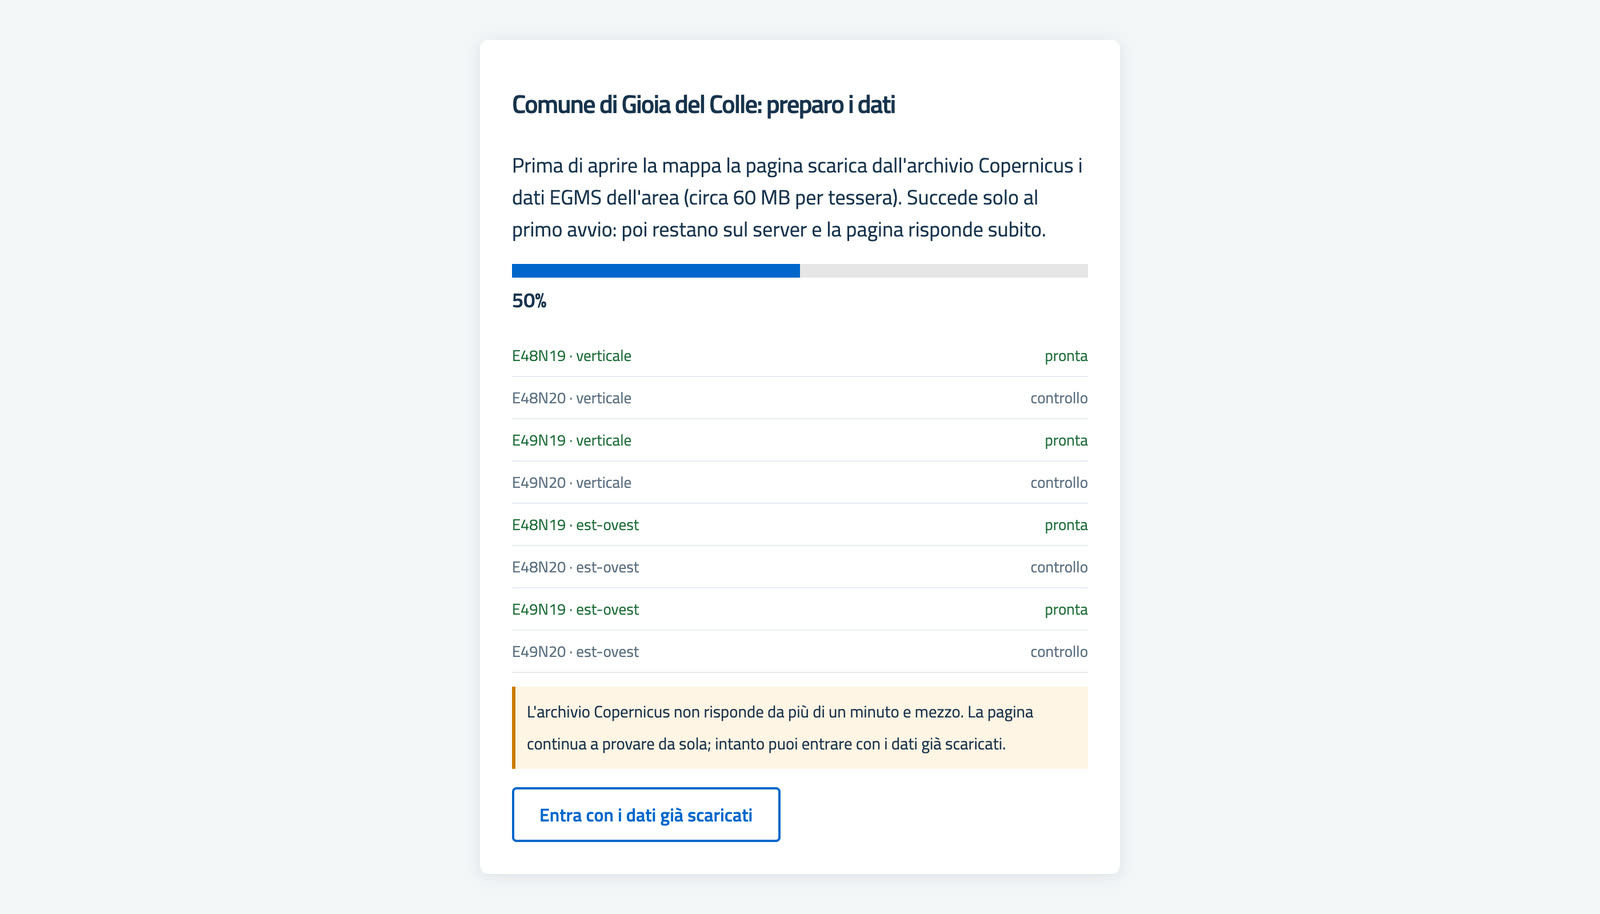 Comune di Gioia del Colle: preparo i dati
Prima di aprire la mappa la pagina scarica dall'archivio Copernicus i
dati EGMS dell'area (circa 60 MB per tessera). Succede solo al
primo avvio: poi restano sul server e la pagina risponde subito.
50%
E48N19 · verticale pronta
E48N20 · verticale controllo
E49N19 · verticale pronta
E49N20 · verticale controllo
E48N19 · est-ovest pronta
E48N20 · est-ovest controllo
E49N19 · est-ovest pronta
E49N20 · est-ovest controllo
L'archivio Copernicus non risponde da più di un minuto e mezzo. La pagina
continua a provare da sola; intanto puoi entrare con i dati già scaricati.
Entra con i dati già scaricati